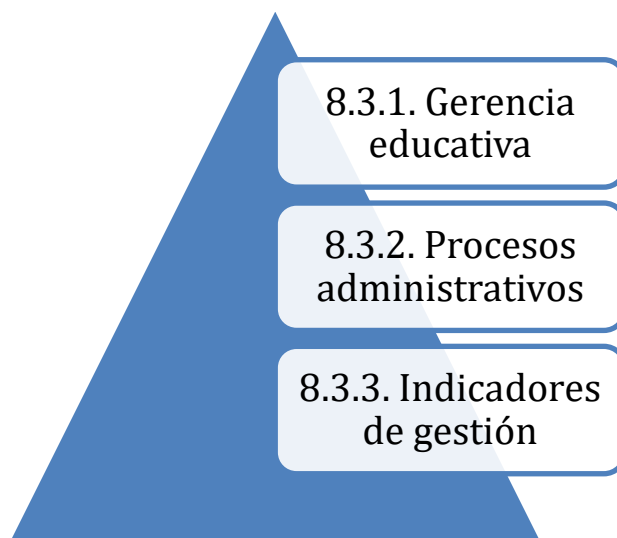 8.3.1. Gerencia
educativa
8.3.2. Procesos
administrativos
8.3.3. Indicadores
de gestión